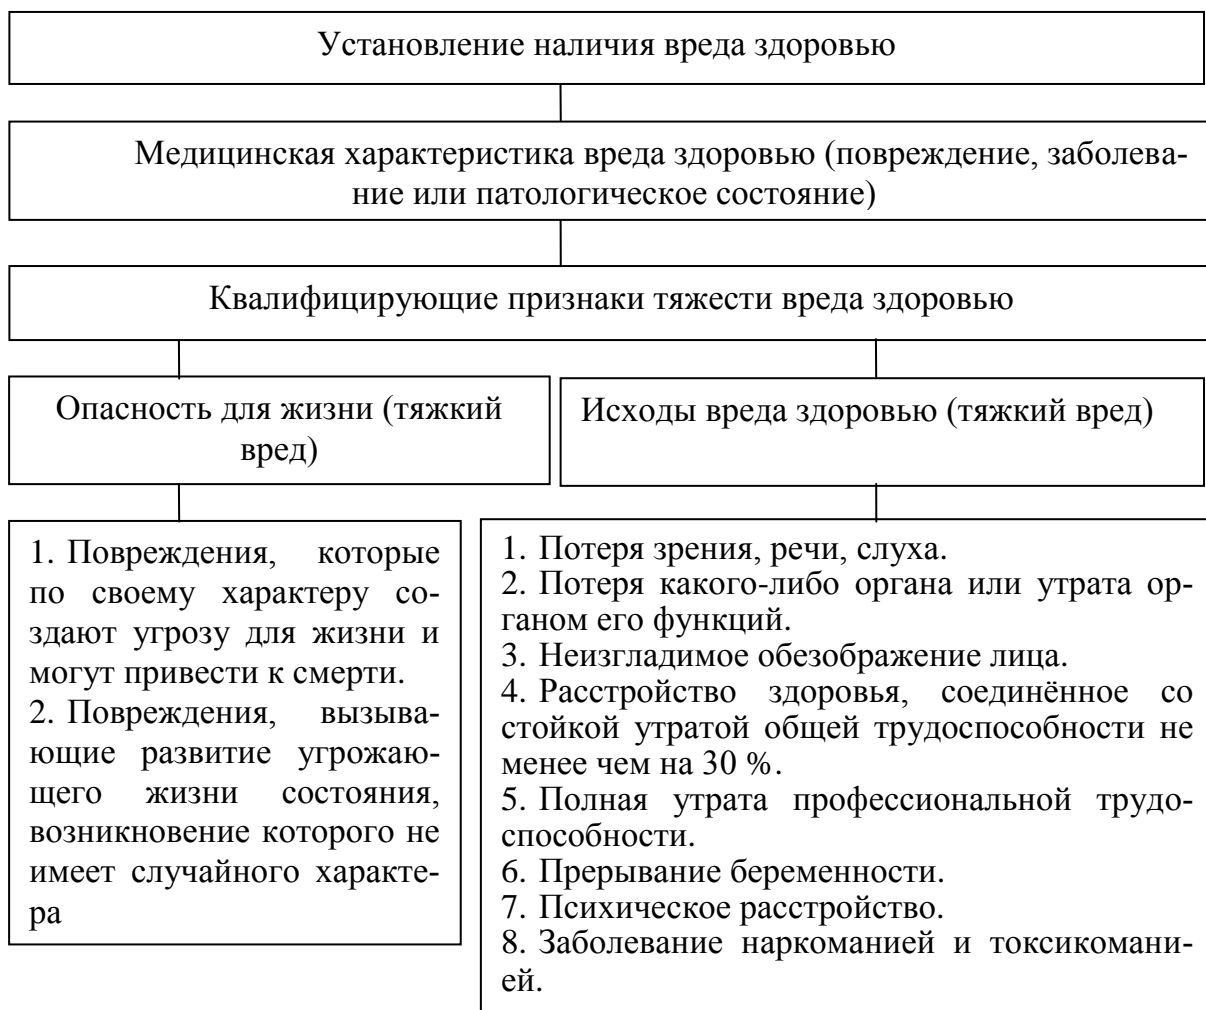 Установление наличия вреда здоровью
Медицинская характеристика вреда здоровью (повреждение, заболева-
ние или патологическое состояние)
Квалифицирующие признаки тяжести вреда здоровью
Опасность для жизни (тяжкий
вред)
Исходы вреда здоровью (тяжкий вред)
1. Повреждения, которые
по своему характеру со-
здают угрозу для жизни и
могут привести к смерти.
2. Повреждения, вызыва-
ющие развитие угрожаю-
щего жизни состояния,
возникновение которого не
имеет случайного характе-
ра
1. Потеря зрения, речи, слуха.
2. Потеря какого-либо органа или утрата ор-
ганом его функций.
3. Неизгладимое обезображение лица.
4. Расстройство здоровья, соединённое со
стойкой утратой общей трудоспособности не
менее чем на 30 %.
5. Полная утрата профессиональной трудо-
способности.
6. Прерывание беременности.
7. Психическое расстройство.
8. Заболевание наркоманией и токсикомани-
ей.